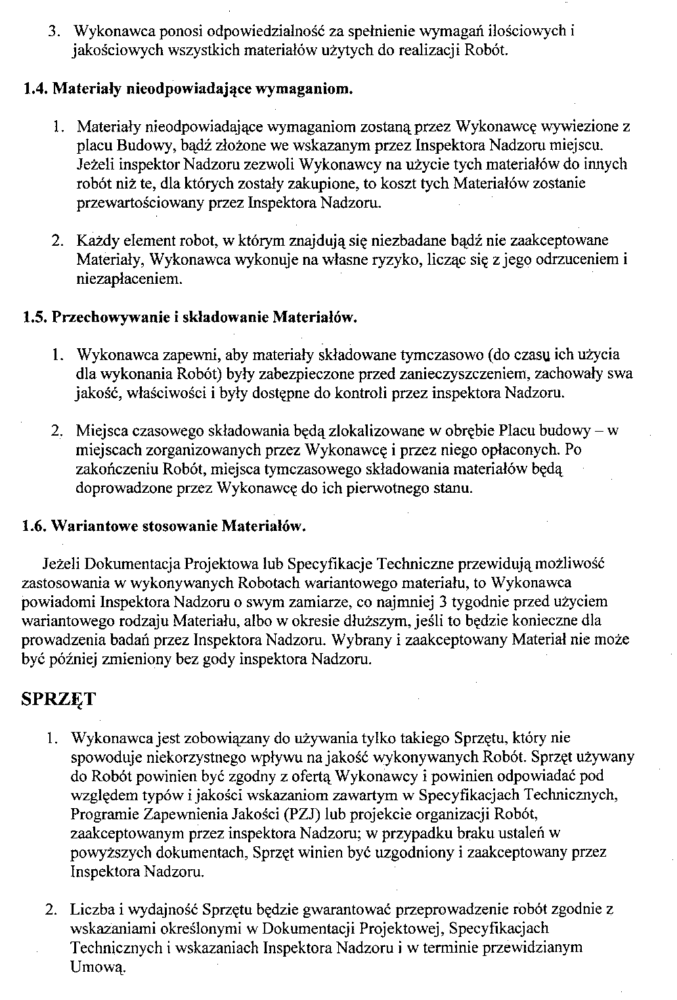 3. Wykonawca ponosi odpowiedzialność za spełnienie wymagań ilościowych i
jakościowych wszystkich materiałów użytych do realizacji Robót.
1.4. Materiały nieodpowiadające wymaganiom.
1. Materiały nieodpowiadające wymaganiom zostaną przez Wykonawcę wywiezione z
placu Budowy, bądź złożone we wskazanym przez Inspektora Nadzoru miejscu.
Jeżeli inspektor Nadzoru zezwoli Wykonawcy na użycie tych materiałów do innych
robót niż te, dla których zostały zakupione, to koszt tych Materiałów zostanie
przewartościowany przez Inspektora Nadzoru.
2. Każdy element robot, w którym znajdują się niezbadane bądź nie zaakceptowane
Materiały, Wykonawca wykonuje na własne ryzyko, licząc się z jego odrzuceniem i
niezapłaceniem.
1.5. Przechowywanie i składowanie Materiałów.
1. Wykonawca zapewni, aby materiały składowane tymczasowo (do czasu ich użycia
dla wykonania Robót) były zabezpieczone przed zanieczyszczeniem, zachowały swa
jakość, właściwości i były dostępne do kontroli przez inspektora Nadzoru.
2. Miejsca czasowego składowania będą zlokalizowane w obrębie Placu budowy – w
miejscach zorganizowanych przez Wykonawcę i przez niego opłaconych. Po
zakończeniu Robót, miejsca tymczasowego składowania materiałów będą
doprowadzone przez Wykonawcę do ich pierwotnego stanu.
1.6. Wariantowe stosowanie Materiałów.
Jeżeli Dokumentacja Projektowa lub Specyfikacje Techniczne przewidują możliwość
zastosowania w wykonywanych Robotach wariantowego materiału, to Wykonawca
powiadomi Inspektora Nadzoru o swym zamiarze, co najmniej 3 tygodnie przed użyciem
wariantowego rodzaju Materiału, albo w okresie dłuższym, jeśli to będzie konieczne dla
prowadzenia badań przez Inspektora Nadzoru. Wybrany i zaakceptowany Materiał nie może
być później zmieniony bez gody inspektora Nadzoru.
SPRZĘT
1. Wykonawca jest zobowiązany do używania tylko takiego Sprzętu, który nie
spowoduje niekorzystnego wpływu na jakość wykonywanych Robót. Sprzęt używany
do Robót powinien być zgodny z ofertą Wykonawcy i powinien odpowiadać pod
względem typów i jakości wskazaniom zawartym w Specyfikacjach Technicznych,
Programie Zapewnienia Jakości (PZJ) lub projekcie organizacji Robót,
zaakceptowanym przez inspektora Nadzoru; w przypadku braku ustaleń w
powyższych dokumentach, Sprzęt winien być uzgodniony i zaakceptowany przez
Inspektora Nadzoru.
2. Liczba i wydajność Sprzętu będzie gwarantować przeprowadzenie robót zgodnie z
wskazaniami określonymi w Dokumentacji Projektowej, Specyfikacjach
Technicznych i wskazaniach Inspektora Nadzoru i w terminie przewidzianym
Umową.